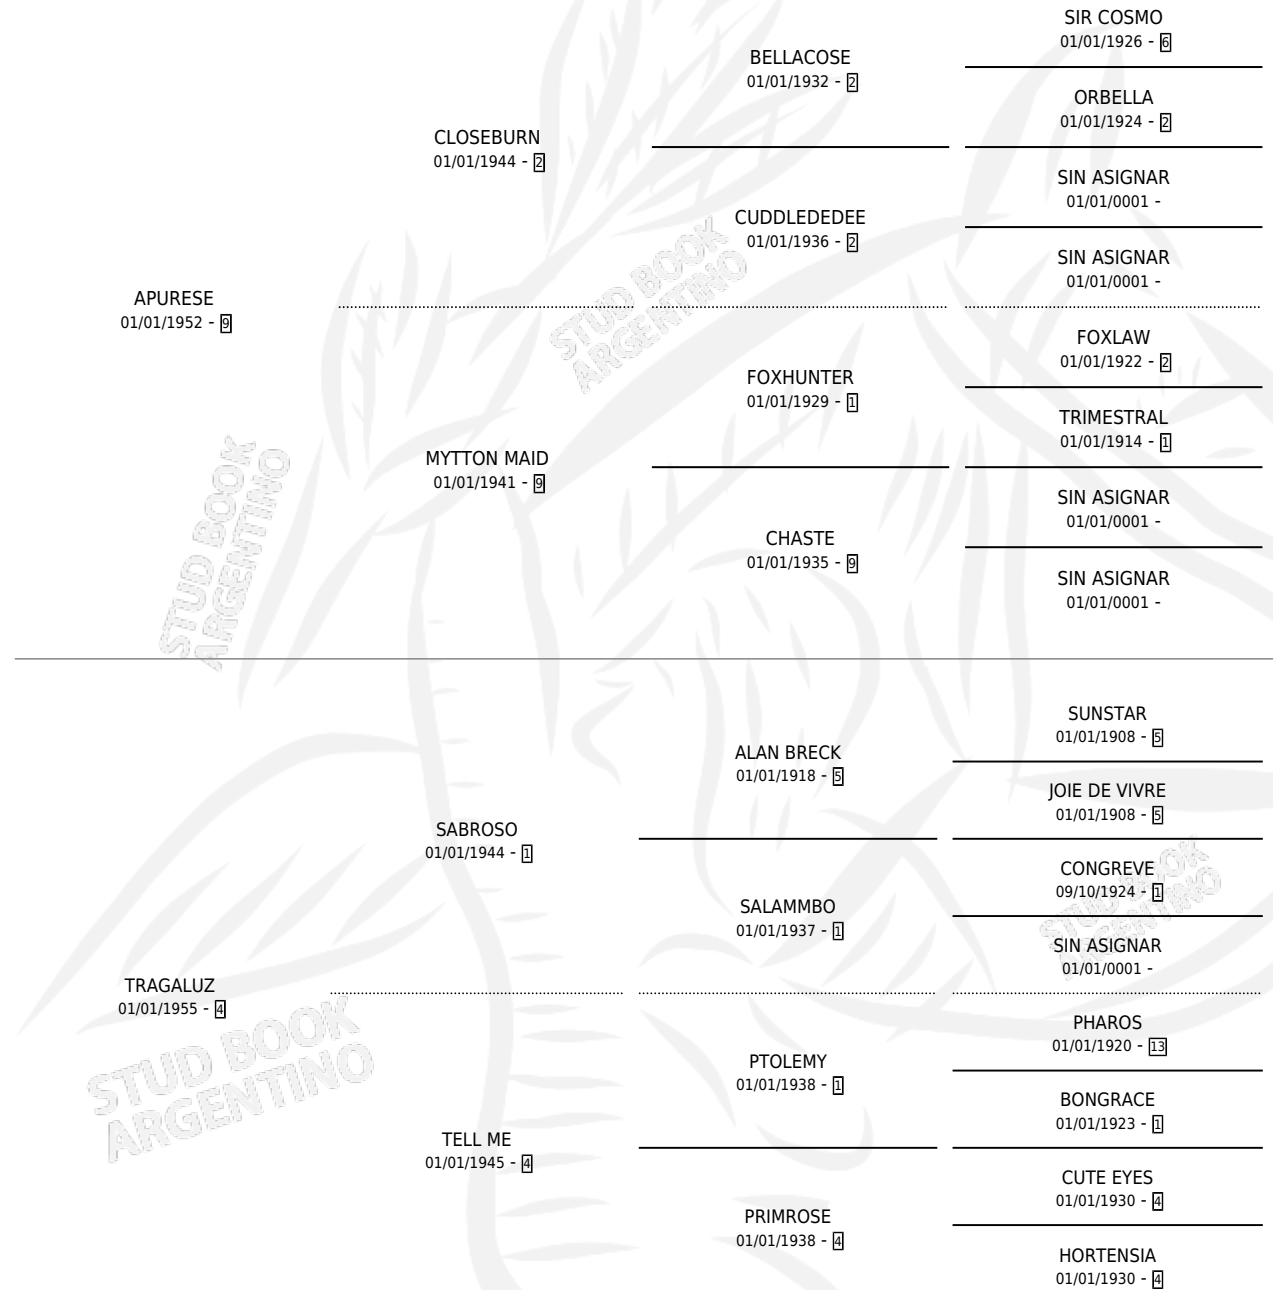 SIR COSMO
01/01/1926 - 6
BELLACOSE
01/01/1932 - 2
ORBELLA
01/01/1924 - 2
CLOSEBURN
01/01/1944 - 2
SIN ASIGNAR
01/01/0001 -
CUDDLEDEDEE
01/01/1936 - 2
SIN ASIGNAR
01/01/0001 -
APURESE
01/01/1952 - 9
FOXLAW
01/01/1922 - 2
FOXHUNTER
01/01/1929 - 1
TRIMESTRAL
01/01/1914 - 1
MYTTON MAID
01/01/1941 - 9
SIN ASIGNAR
01/01/0001 -
CHASTE
01/01/1935 - 9
SIN ASIGNAR
01/01/0001 -
STUD BOOK
ARGENTINO
STUD BOOK
ARGENTINO
SUNSTAR
01/01/1908 - 5
ALAN BRECK
01/01/1918 - 5
JOIE DE VIVRE
01/01/1908 - 5
SABROSO
01/01/1944 - 1
CONGREVE
09/10/1924 - 1
SALAMMBO
01/01/1937 - 1
SIN ASIGNAR
01/01/0001 -
TRAGALUZ
01/01/1955 - 4
PHAROS
01/01/1920 - 13
PTOLEMY
01/01/1938 - 1
BONGRACE
01/01/1923 - 1
TELL ME
01/01/1945 - 4
CUTE EYES
01/01/1930 - 4
PRIMROSE
01/01/1938 - 4
HORTENSIA
01/01/1930 - 4
STUD BOOK
ARGENTINO
STUD BOOK
ARGENTINO